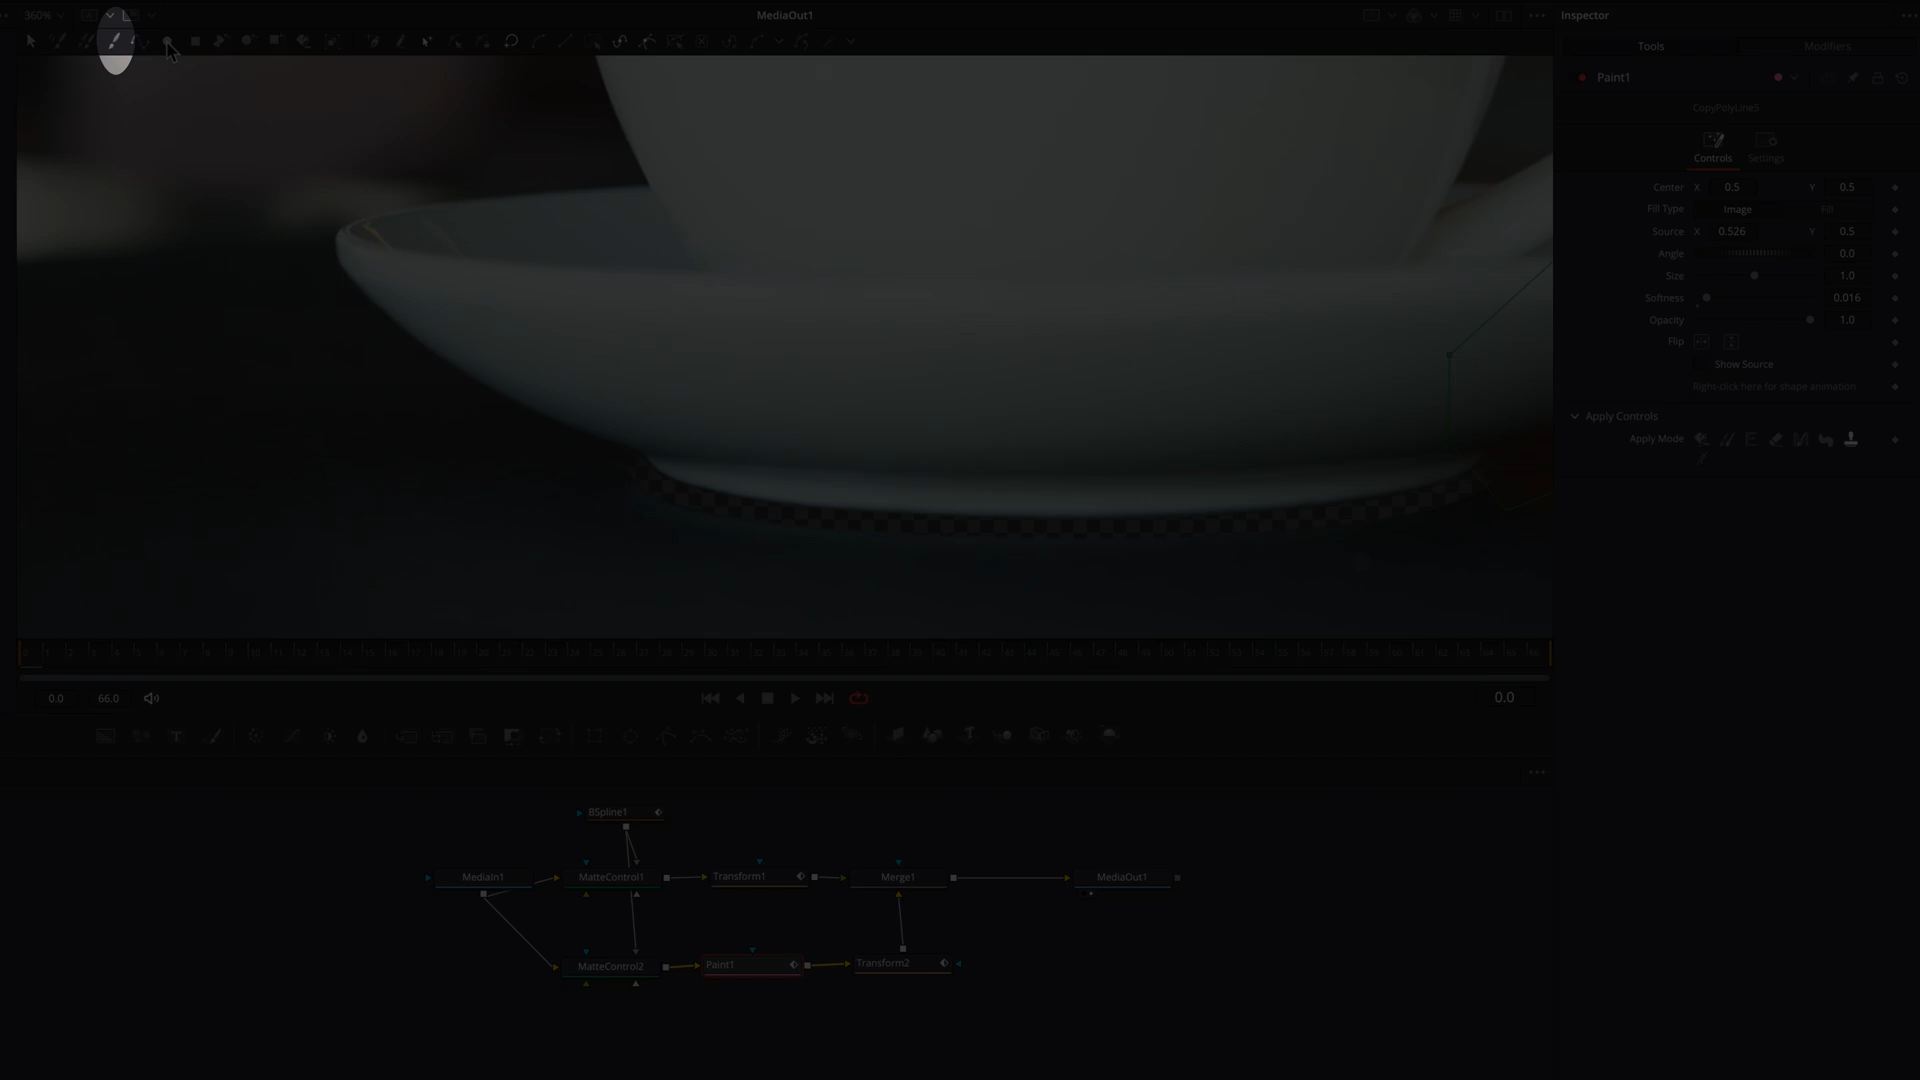 360%
MediaOut1
Inspector
Tools Modifiers
Paint1
CopyPolyLine5
Controls Settings
Center X 0.5 Y 0.5
Fill Type Image Fill
Source X 0.526 Y 0.5
Angle 0.0
Size 1.0
Softness 0.016
Opacity 1.0
Flip
Show Source
Right-click here for shape animation
Apply Controls
Apply Mode
0.0 66.0 0.0
BSpline1
MediaIn1 MatteControl1 Transform1 Merge1 MediaOut1
MatteControl2 Paint1 Transform2